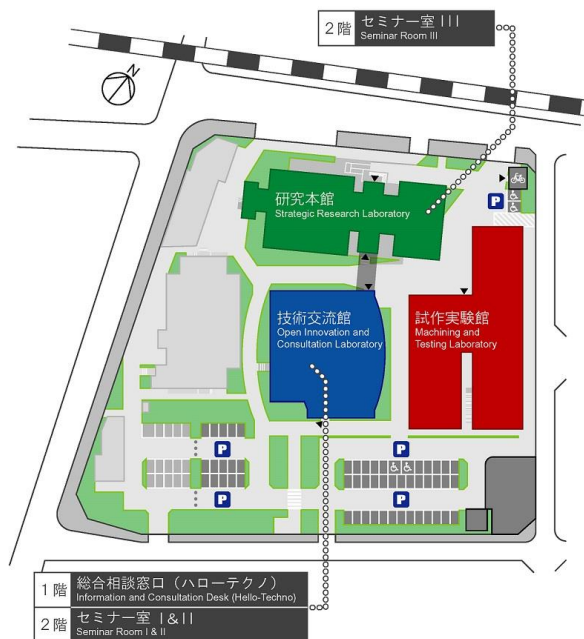 2階 セミナー室 III
Seminar Room III
N
研究本館
Strategic Research Laboratory
P
技術交流館
Open Innovation and
Consultation Laboratory
試作実験館
Machining and
Testing Laboratory
P
P
P
P
1階 総合相談窓口（ハローテクノ）
Information and Consultation Desk (Hello-Techno)
2階 セミナー室 I & II
Seminar Room I & II